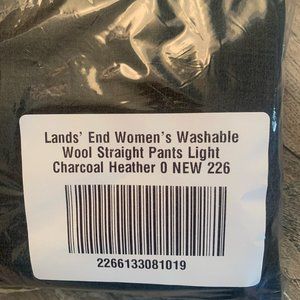 Lands' End Women's Washable
Wool Straight Pants Light
Charcoal Heather 0 NEW 226
2266133081019